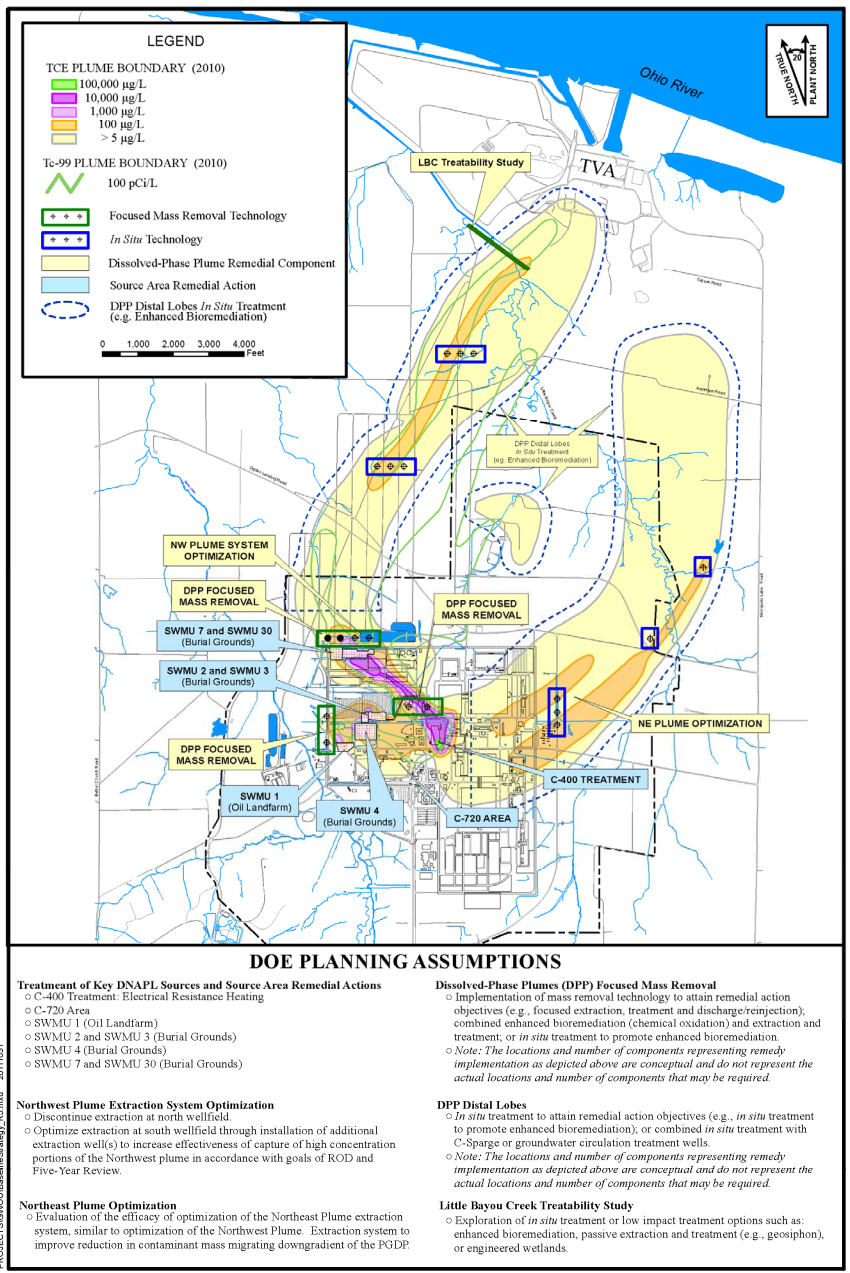 LEGEND
TCE PLUME BOUNDARY (2010)
100,000 µg/L
10,000 µg/L
1,000 µg/L
100 µg/L
> 5 µg/L
Tc-99 PLUME BOUNDARY (2010)
100 pCi/L
Focused Mass Removal Technology
In Situ Technology
Dissolved-Phase Plume Remedial Component
Source Area Remedial Action
DPP Distal Lobes In Situ Treatment
(e.g. Enhanced Bioremediation)
0 1,000 2,000 3,000 4,000
Feet
Ohio River
20
TRUE NORTH
PLANT NORTH
LBC Treatability Study
TVA
Ogden Landing Road
DPP Distal Lobes
In Situ Treatment
(eg. Enhanced Bioremediation)
NW PLUME SYSTEM
OPTIMIZATION
DPP FOCUSED
MASS REMOVAL
DPP FOCUSED
MASS REMOVAL
SWMU 7 and SWMU 30
(Burial Grounds)
SWMU 2 and SWMU 3
(Burial Grounds)
NE PLUME OPTIMIZATION
DPP FOCUSED
MASS REMOVAL
C-400 TREATMENT
SWMU 1
(Oil Landfarm)
SWMU 4
(Burial Grounds)
C-720 AREA
DOE PLANNING ASSUMPTIONS
Treatmeant of Key DNAPL Sources and Source Area Remedial Actions
○ C-400 Treatment: Electrical Resistance Heating
○ C-720 Area
○ SWMU 1 (Oil Landfarm)
○ SWMU 2 and SWMU 3 (Burial Grounds)
○ SWMU 4 (Burial Grounds)
○ SWMU 7 and SWMU 30 (Burial Grounds)
Northwest Plume Extraction System Optimization
○ Discontinue extraction at north wellfield.
○ Optimize extraction at south wellfield through installation of additional
extraction well(s) to increase effectiveness of capture of high concentration
portions of the Northwest plume in accordance with goals of ROD and
Five-Year Review.
Northeast Plume Optimization
○ Evaluation of the efficacy of optimization of the Northeast Plume extraction
system, similar to optimization of the Northwest Plume. Extraction system to
improve reduction in contaminant mass migrating downgradient of the PGDP.
Dissolved-Phase Plumes (DPP) Focused Mass Removal
○ Implementation of mass removal technology to attain remedial action
objectives (e.g., focused extraction, treatment and discharge/reinjection);
combined enhanced bioremediation (chemical oxidation) and extraction and
treatment; or in situ treatment to promote enhanced bioremediation.
○ Note: The locations and number of components representing remedy
implementation as depicted above are conceptual and do not represent the
actual locations and number of components that may be required.
DPP Distal Lobes
○ In situ treatment to attain remedial action objectives (e.g., in situ treatment
to promote enhanced bioremediation); or combined in situ treatment with
C-Sparge or groundwater circulation treatment wells.
○ Note: The locations and number of components representing remedy
implementation as depicted above are conceptual and do not represent the
actual locations and number of components that may be required.
Little Bayou Creek Treatability Study
○ Exploration of in situ treatment or low impact treatment options such as:
enhanced bioremediation, passive extraction and treatment (e.g., geosiphon),
or engineered wetlands.